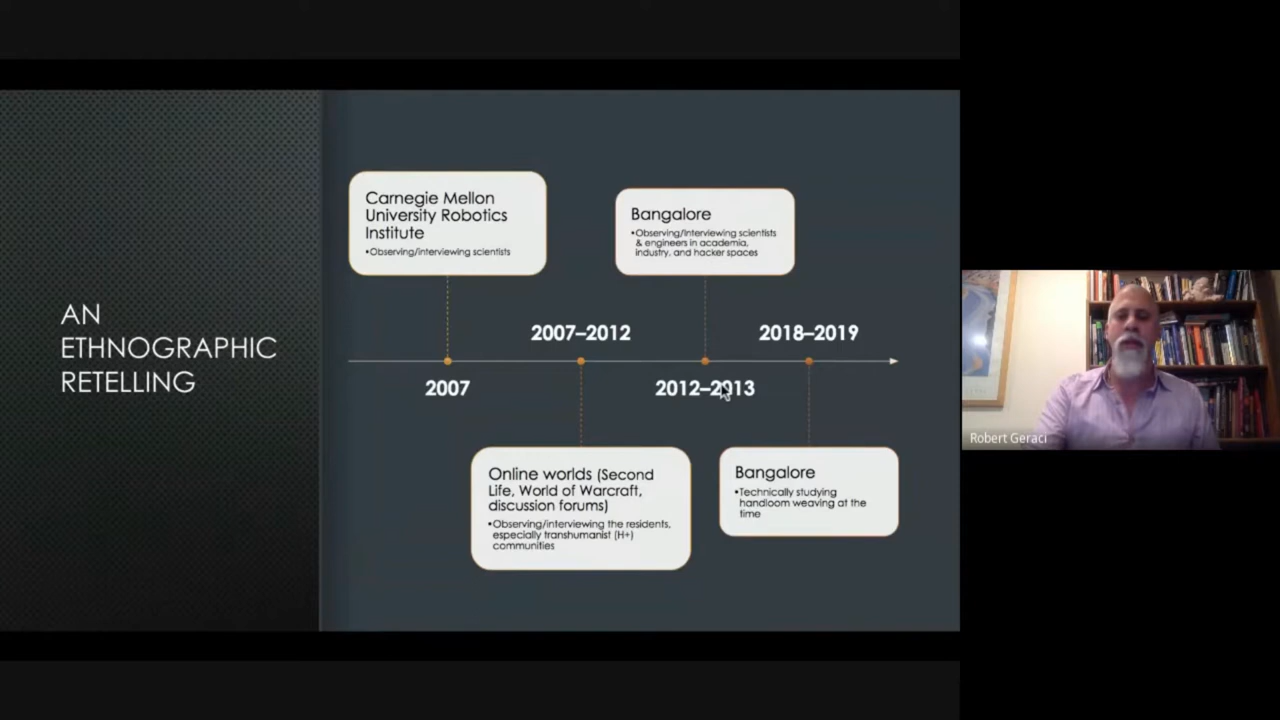 AN
ETHNOGRAPHIC
RETELLING
Carnegie Mellon
University Robotics
Institute
•Observing/interviewing scientists
Bangalore
•Observing/Interviewing scientists
& engineers in academia,
industry, and hacker spaces
2007–2012
2018–2019
2007
2012–2013
Online worlds (Second
Life, World of Warcraft,
discussion forums)
•Observing/interviewing the residents,
especially transhumanist (H+)
communities
Bangalore
•Technically studying
handloom weaving at the
time
Robert Geraci